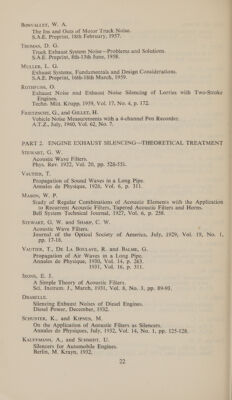 BONVALLET, W. A.
The Ins and Outs of Motor Truck Noise.
S.A.E. Preprint, 18th February, 1957.
THOMAS, D. G.
Truck Exhaust System Noise—Problems and Solutions.
S.A.E. Preprint, 8th-13th June, 1958.
MULLER, L. G.
Exhaust Systems, Fundamentals and Design Considerations.
S.A.E. Preprint, 16th-18th March, 1959.
ROTHFUSS, O.
Exhaust Noise and Exhaust Noise Silencing of Lorries with Two-Stroke
Engines.
Techn. Mitt. Krupp, 1959, Vol. 17, No. 4, p. 172.
FRIETZSCHE, G., and GILLET, H.
Vehicle Noise Measurements with a 4-channel Pen Recorder.
A.T.Z., July, 1960, Vol. 62, No. 7.
PART 2. ENGINE EXHAUST SILENCING—THEORETICAL TREATMENT
STEWART, G. W.
Acoustic Wave Filters.
Phys. Rev. 1922, Vol. 20, pp. 528-551.
VAUTIER, T.
Propagation of Sound Waves in a Long Pipe.
Annales de Physique, 1926, Vol. 6, p. 311.
MASON, W. P.
Study of Regular Combinations of Acoustic Elements with the Application
to Recurrent Acoustic Filters, Tapered Acoustic Filters and Horns.
Bell System Technical Journal, 1927, Vol. 6, p. 258.
STEWART, G. W. and SHARP, C. W.
Acoustic Wave Filters.
Journal of the Optical Society of America, July, 1929, Vol. 19, No. 1,
pp. 17-18.
VAUTIER, T., DE LA BOULAYE, R. and BALME, G.
Propagation of Air Waves in a Long Pipe.
Annales de Physique, 1930, Vol. 14, p. 263.
1931, Vol. 16, p. 311.
IRONS, E. J.
A Simple Theory of Acoustic Filters.
Sci. Instrum. J., March, 1931, Vol. 8, No. 3, pp. 89-93.
Silencing Exhaust Noises of Diesel Engines.
Diesel Power, December, 1932.
SCHUSTER, K., and KIPNES, M.
On the Application of Acoustic Filters as Silencers.
Annales de Physiques, July, 1932, Vol. 14, No. 1, pp. 125-128.
KAUFFMANN, A., and SCHMIDT, U.
Silencers for Automobile Engines.
Berlin, M. Krayn, 1932.
22